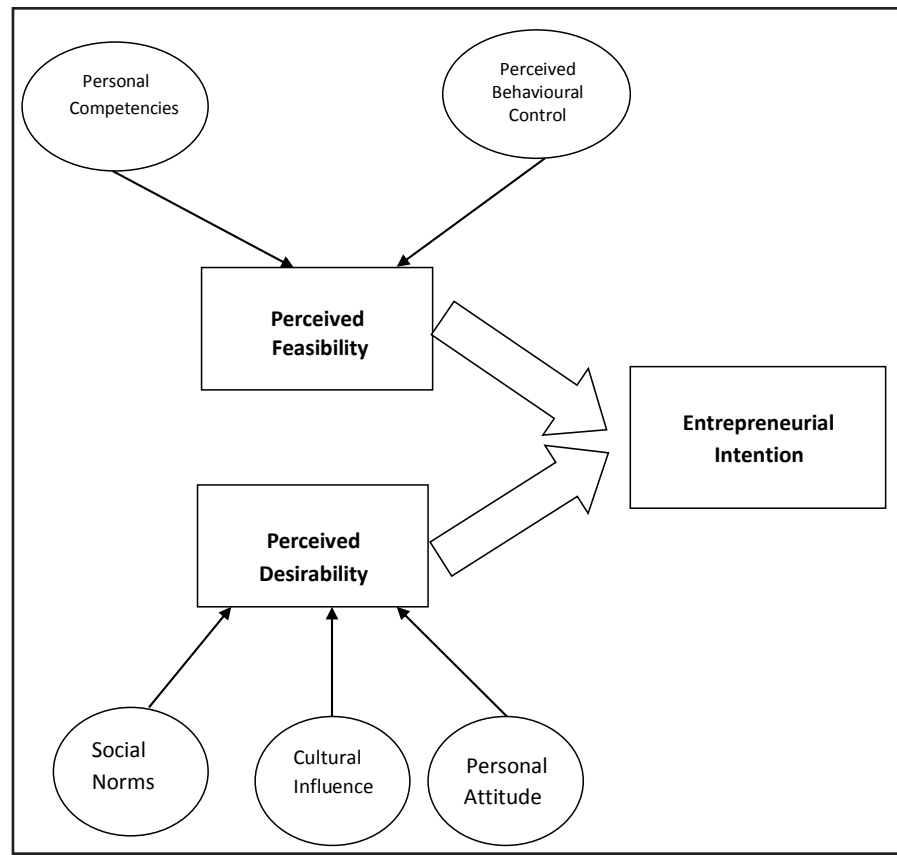 Personal
Competencies
Perceived
Behavioural
Control
Perceived
Feasibility
Entrepreneurial
Intention
Perceived
Desirability
Social
Norms
Cultural
Influence
Personal
Attitude